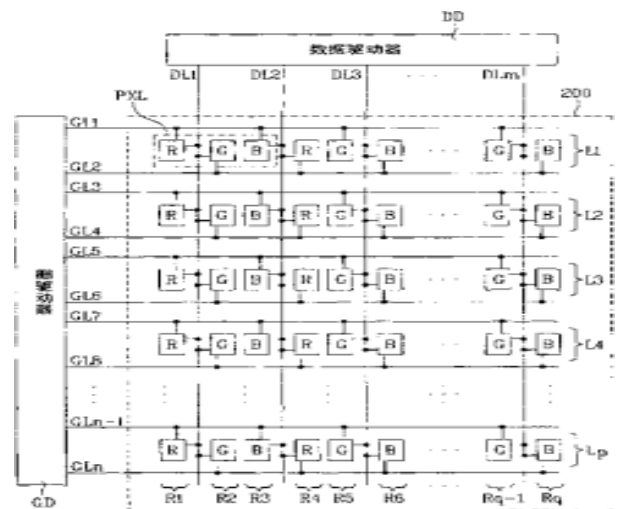 DD
数据驱动器
DL1 DL2 DL3 ... DLm
PXL
200
GL1
R G B R G B ... G B L1
GL2
GL3
R G B R G B ... G B L2
GL4
GL5
R G B R G B ... G B L3
GL6
GL7
R G B R G B ... G B L4
GL8
GLn-1
R G B R G B ... G B Lp
GLn
GD
R1 R2 R3 R4 R5 R6 Rq-1 Rq